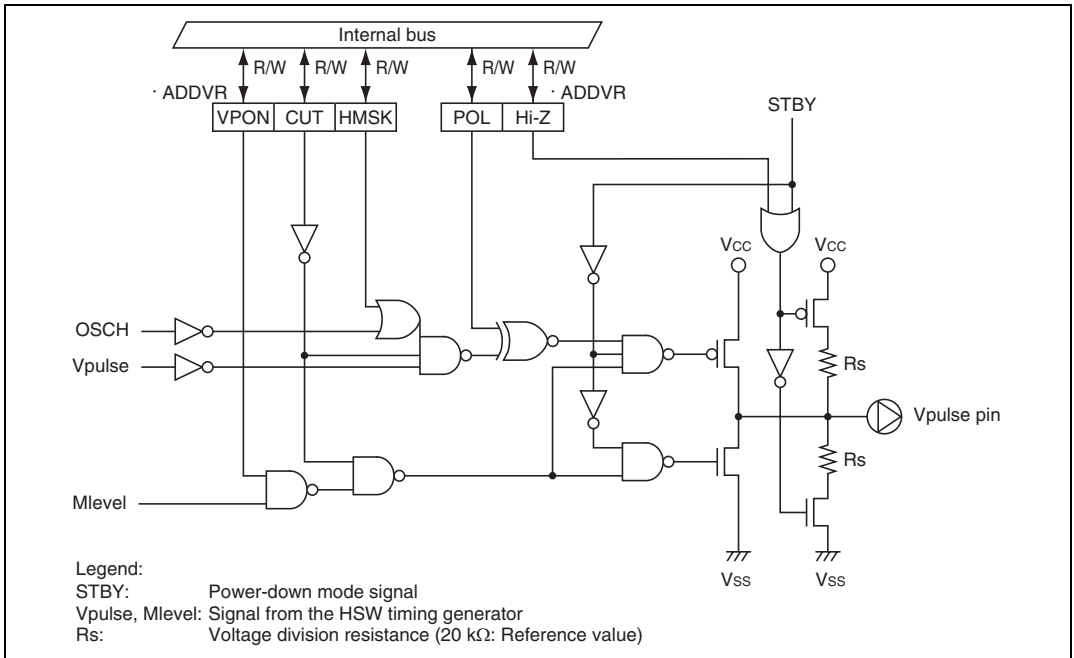 Internal bus
R/W R/W R/W R/W R/W
· ADDVR · ADDVR
VPON CUT HMSK POL Hi-Z
STBY
VCC VCC
OSCH
Vpulse
Rs
Vpulse pin
Rs
Mlevel
VSS VSS
Legend:
STBY: Power-down mode signal
Vpulse, Mlevel: Signal from the HSW timing generator
Rs: Voltage division resistance (20 kΩ: Reference value)